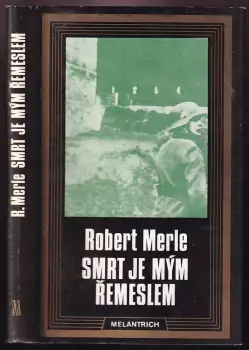 R. Merle SMRT JE MÝM ŘEMESLEM
M
Robert Merle
SMRT JE MÝM
ŘEMESLEM
MELANTRICH